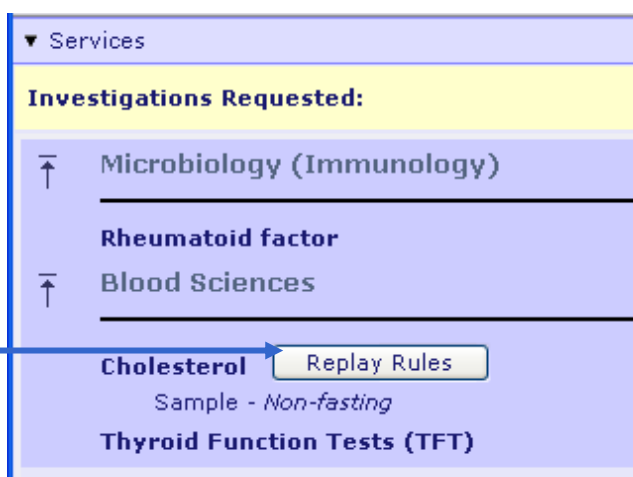 ▼ Services
Investigations Requested:
Microbiology (Immunology)
Rheumatoid factor
Blood Sciences
Cholesterol Replay Rules
Sample - Non-fasting
Thyroid Function Tests (TFT)